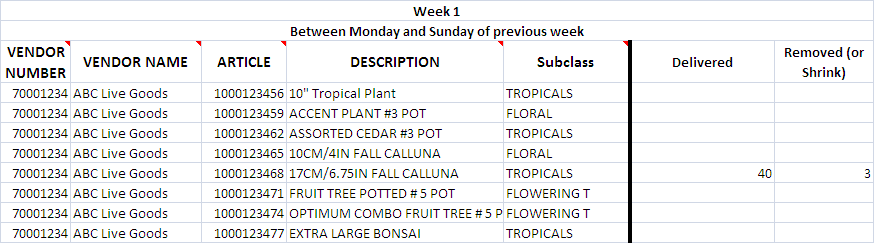 Week 1
Between Monday and Sunday of previous week
VENDOR NUMBER VENDOR NAME ARTICLE DESCRIPTION Subclass Delivered Removed (or Shrink)
70001234 ABC Live Goods 1000123456 10" Tropical Plant TROPICALS
70001234 ABC Live Goods 1000123459 ACCENT PLANT #3 POT FLORAL
70001234 ABC Live Goods 1000123462 ASSORTED CEDAR #3 POT TROPICALS
70001234 ABC Live Goods 1000123465 10CM/4IN FALL CALLUNA FLORAL
70001234 ABC Live Goods 1000123468 17CM/6.75IN FALL CALLUNA TROPICALS 40 3
70001234 ABC Live Goods 1000123471 FRUIT TREE POTTED # 5 POT FLOWERING T
70001234 ABC Live Goods 1000123474 OPTIMUM COMBO FRUIT TREE # 5 P FLOWERING T
70001234 ABC Live Goods 1000123477 EXTRA LARGE BONSAI TROPICALS